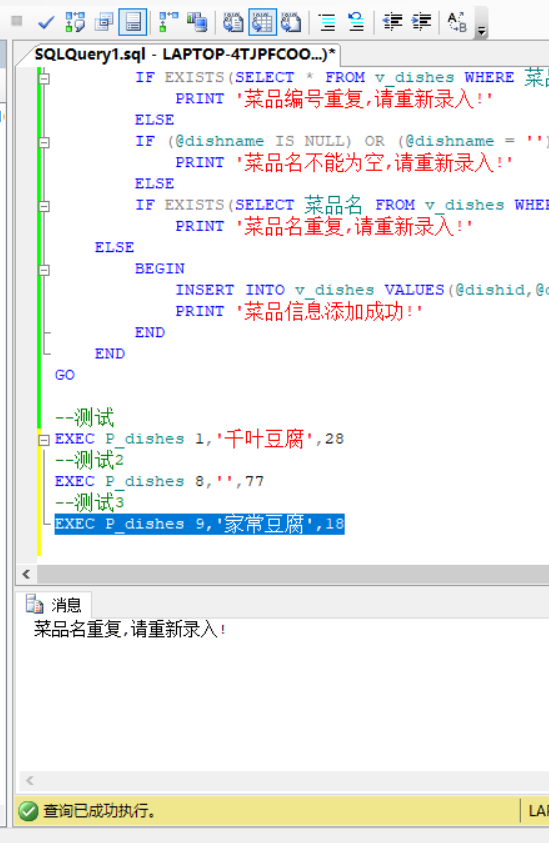 SQLQuery1.sql - LAPTOP-4TJPFCOO...)*
IF EXISTS(SELECT * FROM v_dishes WHERE 菜品
PRINT '菜品编号重复,请重新录入!'
ELSE
IF (@dishname IS NULL) OR (@dishname = '')
PRINT '菜品名不能为空,请重新录入!'
ELSE
IF EXISTS(SELECT 菜品名 FROM v_dishes WHER
PRINT '菜品名重复,请重新录入!'
ELSE
BEGIN
INSERT INTO v_dishes VALUES(@dishid,@d
PRINT '菜品信息添加成功!'
END
END
GO
--测试
EXEC P_dishes 1,'千叶豆腐',28
--测试2
EXEC P_dishes 8,'',77
--测试3
EXEC P_dishes 9,'家常豆腐',18
消息
菜品名重复,请重新录入!
查询已成功执行。
LAP